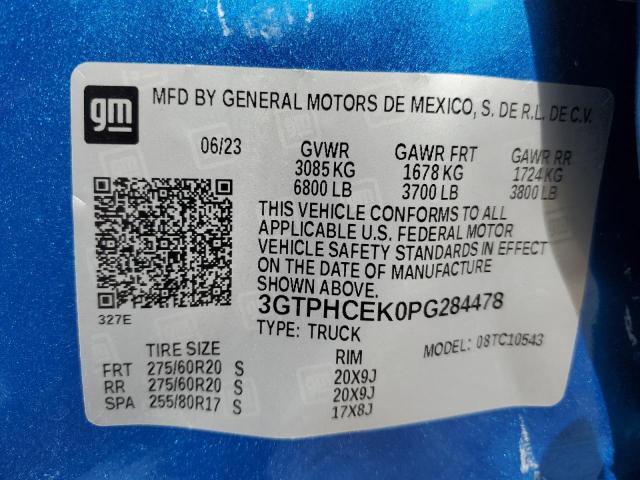 gm
MFD BY GENERAL MOTORS DE MEXICO, S. DE R.L. DE C.V.
06/23 GVWR GAWR FRT GAWR RR
3085 KG 1678 KG 1724 KG
6800 LB 3700 LB 3800 LB
THIS VEHICLE CONFORMS TO ALL
APPLICABLE U.S. FEDERAL MOTOR
VEHICLE SAFETY STANDARDS IN EFFECT
ON THE DATE OF MANUFACTURE
SHOWN ABOVE.
3GTPHCEK0PG284478
327E
TYPE: TRUCK MODEL: 08TC10543
TIRE SIZE RIM
FRT 275/60R20 S 20X9J
RR 275/60R20 S 20X9J
SPA 255/80R17 S 17X8J